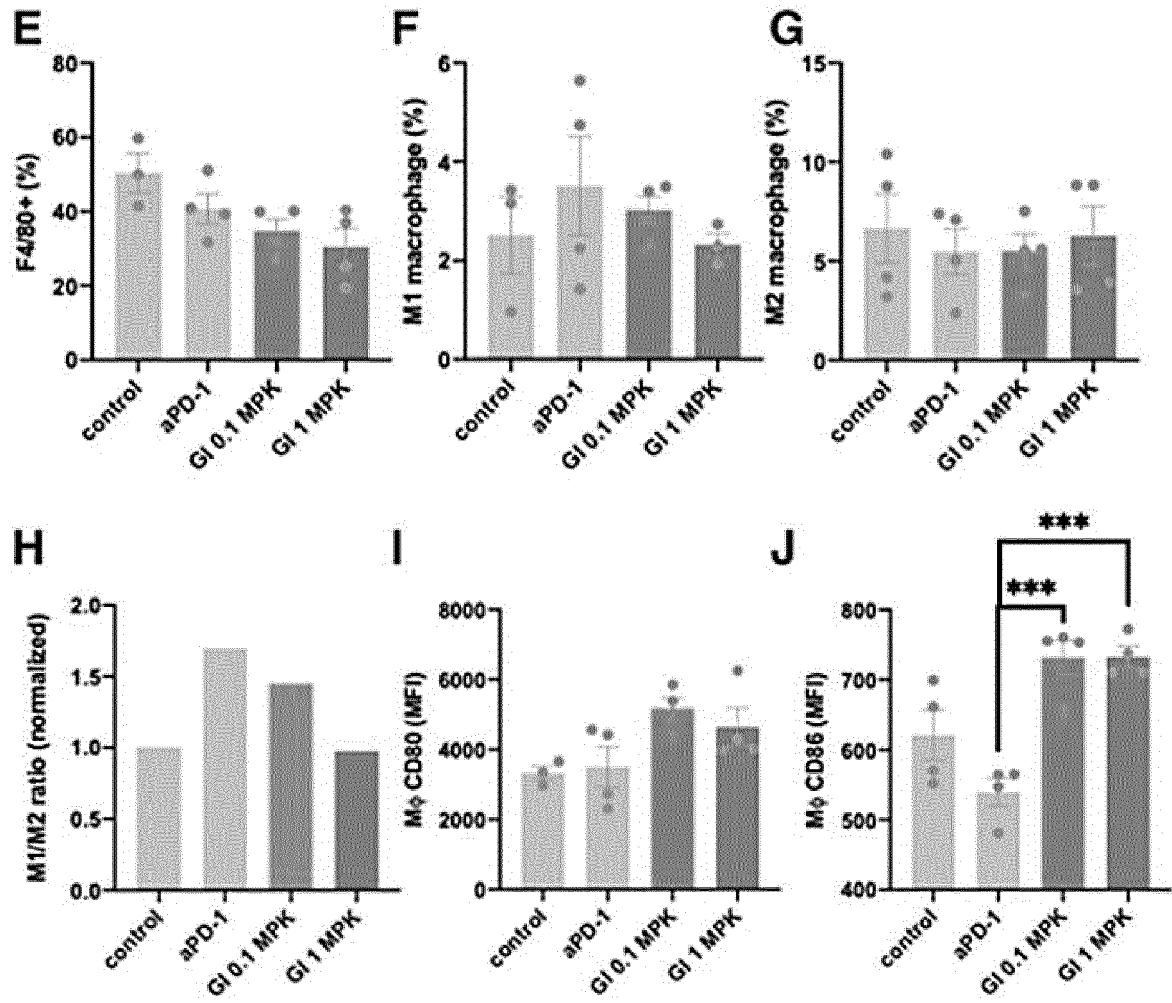 E
F4/80+ (%)
80
60
40
20
0
control
aPD-1
GI 0.1 MPK
GI 1 MPK
F
M1 macrophage (%)
6
4
2
0
control
aPD-1
GI 0.1 MPK
GI 1 MPK
G
M2 macrophage (%)
15
10
5
0
control
aPD-1
GI 0.1 MPK
GI 1 MPK
H
M1/M2 ratio (normalized)
2.0
1.5
1.0
0.5
0.0
control
aPD-1
GI 0.1 MPK
GI 1 MPK
I
Mϕ CD80 (MFI)
8000
6000
4000
2000
0
control
aPD-1
GI 0.1 MPK
GI 1 MPK
J
Mϕ CD86 (MFI)
800
700
600
500
400
***
***
control
aPD-1
GI 0.1 MPK
GI 1 MPK